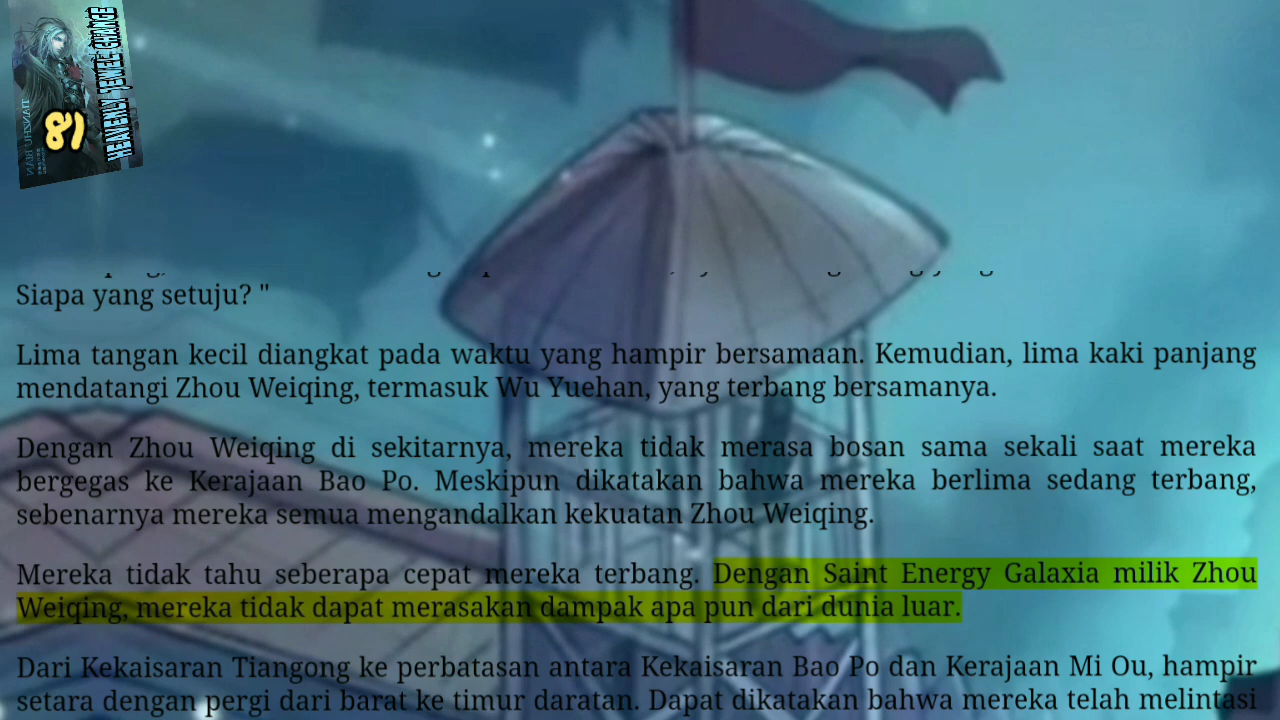 HEAVENLY JEWEL CHANGE
81
Siapa yang setuju? "
Lima tangan kecil diangkat pada waktu yang hampir bersamaan. Kemudian, lima kaki panjang
mendatangi Zhou Weiqing, termasuk Wu Yuehan, yang terbang bersamanya.
Dengan Zhou Weiqing di sekitarnya, mereka tidak merasa bosan sama sekali saat mereka
bergegas ke Kerajaan Bao Po. Meskipun dikatakan bahwa mereka berlima sedang terbang,
sebenarnya mereka semua mengandalkan kekuatan Zhou Weiqing.
Mereka tidak tahu seberapa cepat mereka terbang. Dengan Saint Energy Galaxia milik Zhou
Weiqing, mereka tidak dapat merasakan dampak apa pun dari dunia luar.
Dari Kekaisaran Tiangong ke perbatasan antara Kekaisaran Bao Po dan Kerajaan Mi Ou, hampir
setara dengan pergi dari barat ke timur daratan. Dapat dikatakan bahwa mereka telah melintasi